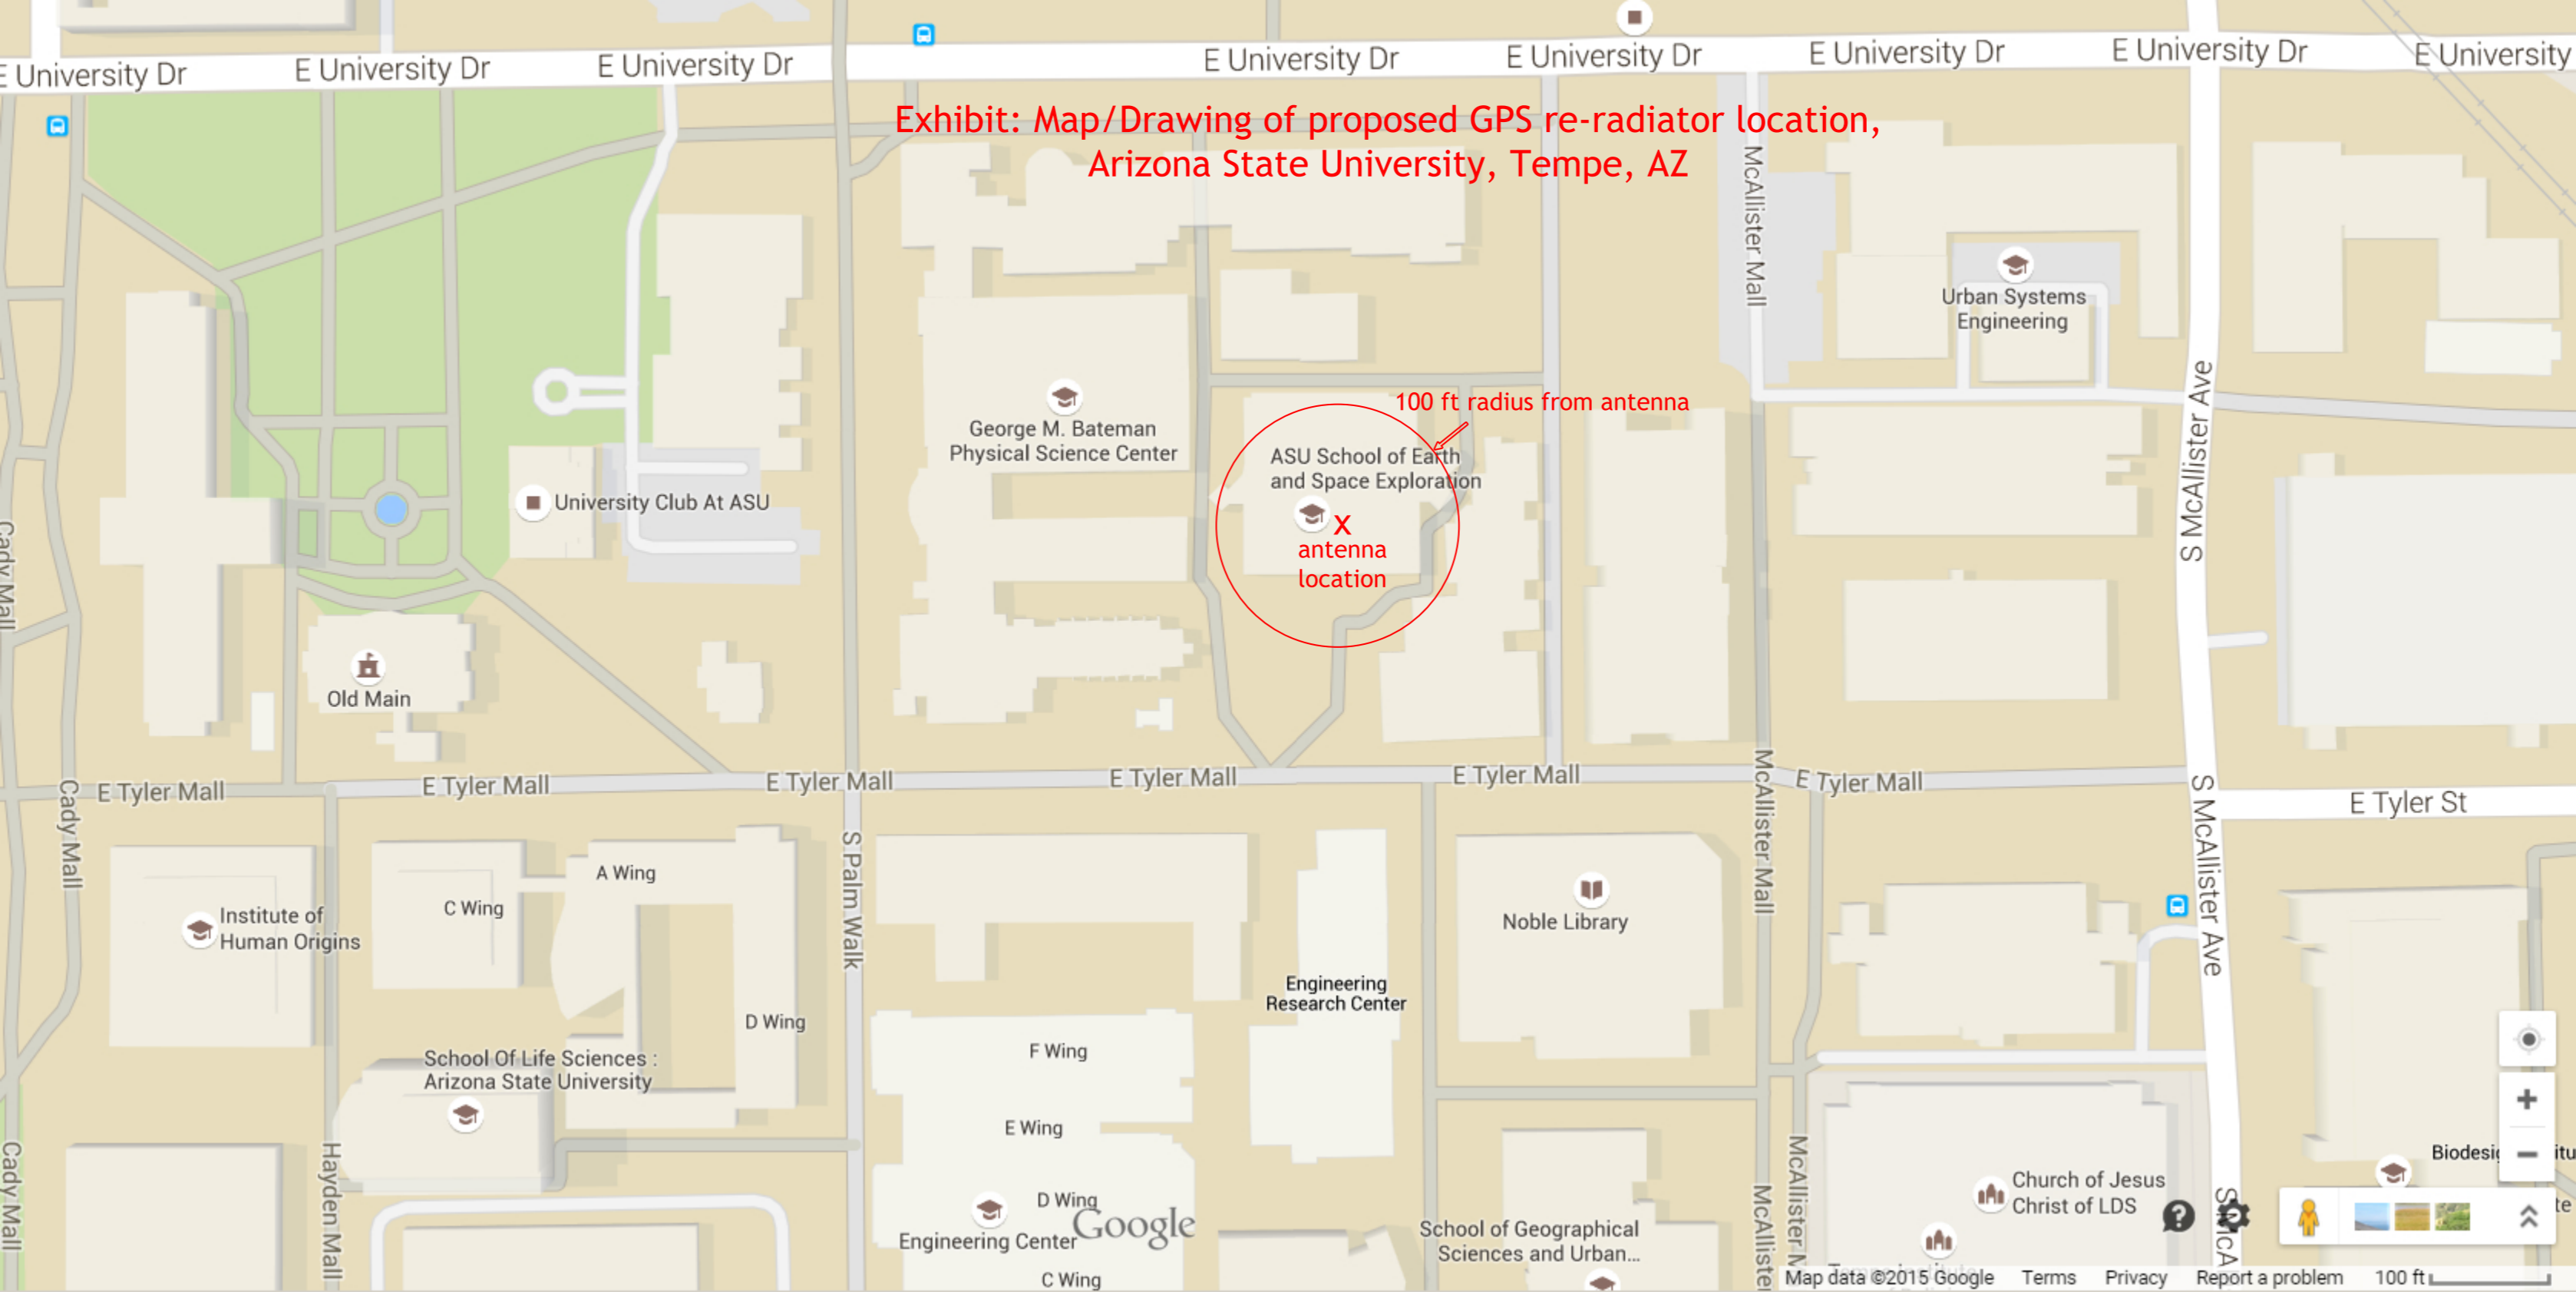 E University Dr
E University Dr
E University Dr
E University Dr
E University Dr
E University Dr
E University Dr
E University
Exhibit: Map/Drawing of proposed GPS re-radiator location,
Arizona State University, Tempe, AZ
McAllister Mall
Urban Systems
Engineering
S McAllister Ave
100 ft radius from antenna
George M. Bateman
Physical Science Center
ASU School of Earth
and Space Exploration
University Club At ASU
x
antenna
location
Cady Mall
Old Main
E Tyler Mall
E Tyler Mall
E Tyler Mall
E Tyler Mall
E Tyler Mall
E Tyler Mall
E Tyler St
Cady Mall
S Palm Walk
McAllister Mall
S McAllister Ave
A Wing
C Wing
Institute of
Human Origins
Noble Library
Engineering
Research Center
D Wing
F Wing
School Of Life Sciences :
Arizona State University
E Wing
Cady Mall
Hayden Mall
D Wing
Google
Engineering Center
C Wing
School of Geographical
Sciences and Urban...
McAllister
McAllister M
Church of Jesus
Christ of LDS
S McA
Map data ©2015 Google
Terms
Privacy
Report a problem
100 ft